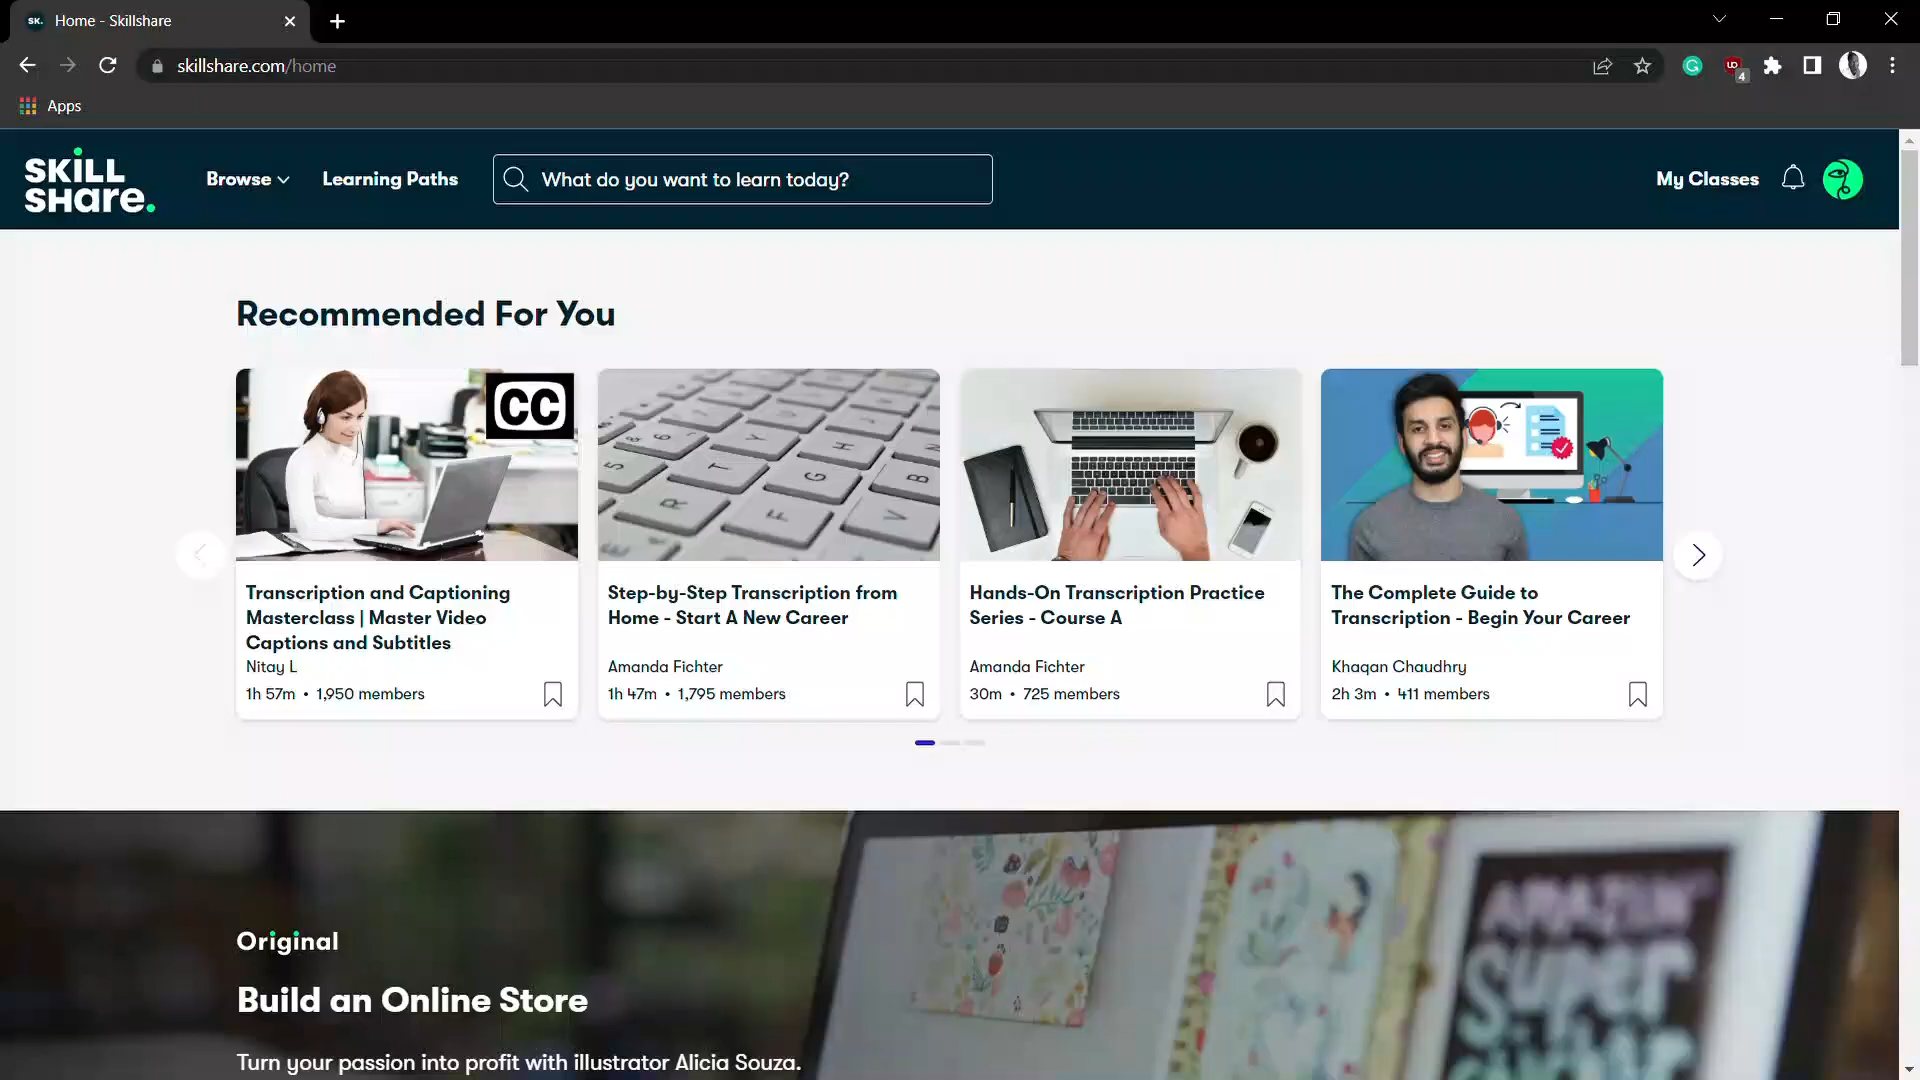 SK. Home - Skillshare
skillshare.com/home
4
Apps
SKILL
SHare.
Browse
Learning Paths
What do you want to learn today?
My Classes
Recommended For You
CC
Transcription and Captioning
Masterclass | Master Video
Captions and Subtitles
Nitay L
1h 57m • 1,950 members
Step-by-Step Transcription from
Home - Start A New Career
Amanda Fichter
1h 47m • 1,795 members
Hands-On Transcription Practice
Series - Course A
Amanda Fichter
30m • 725 members
The Complete Guide to
Transcription - Begin Your Career
Khaqan Chaudhry
2h 3m • 411 members
Original
Build an Online Store
Turn your passion into profit with illustrator Alicia Souza.
AMAZIN'
SUPER